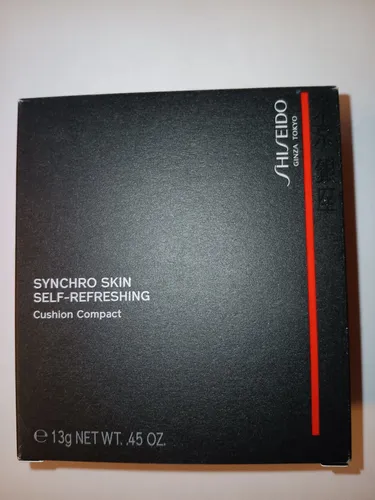 SHISEIDO
GINZA TOKYO
SYNCHRO SKIN
SELF-REFRESHING
Cushion Compact
℮ 13g NET WT. .45 OZ.